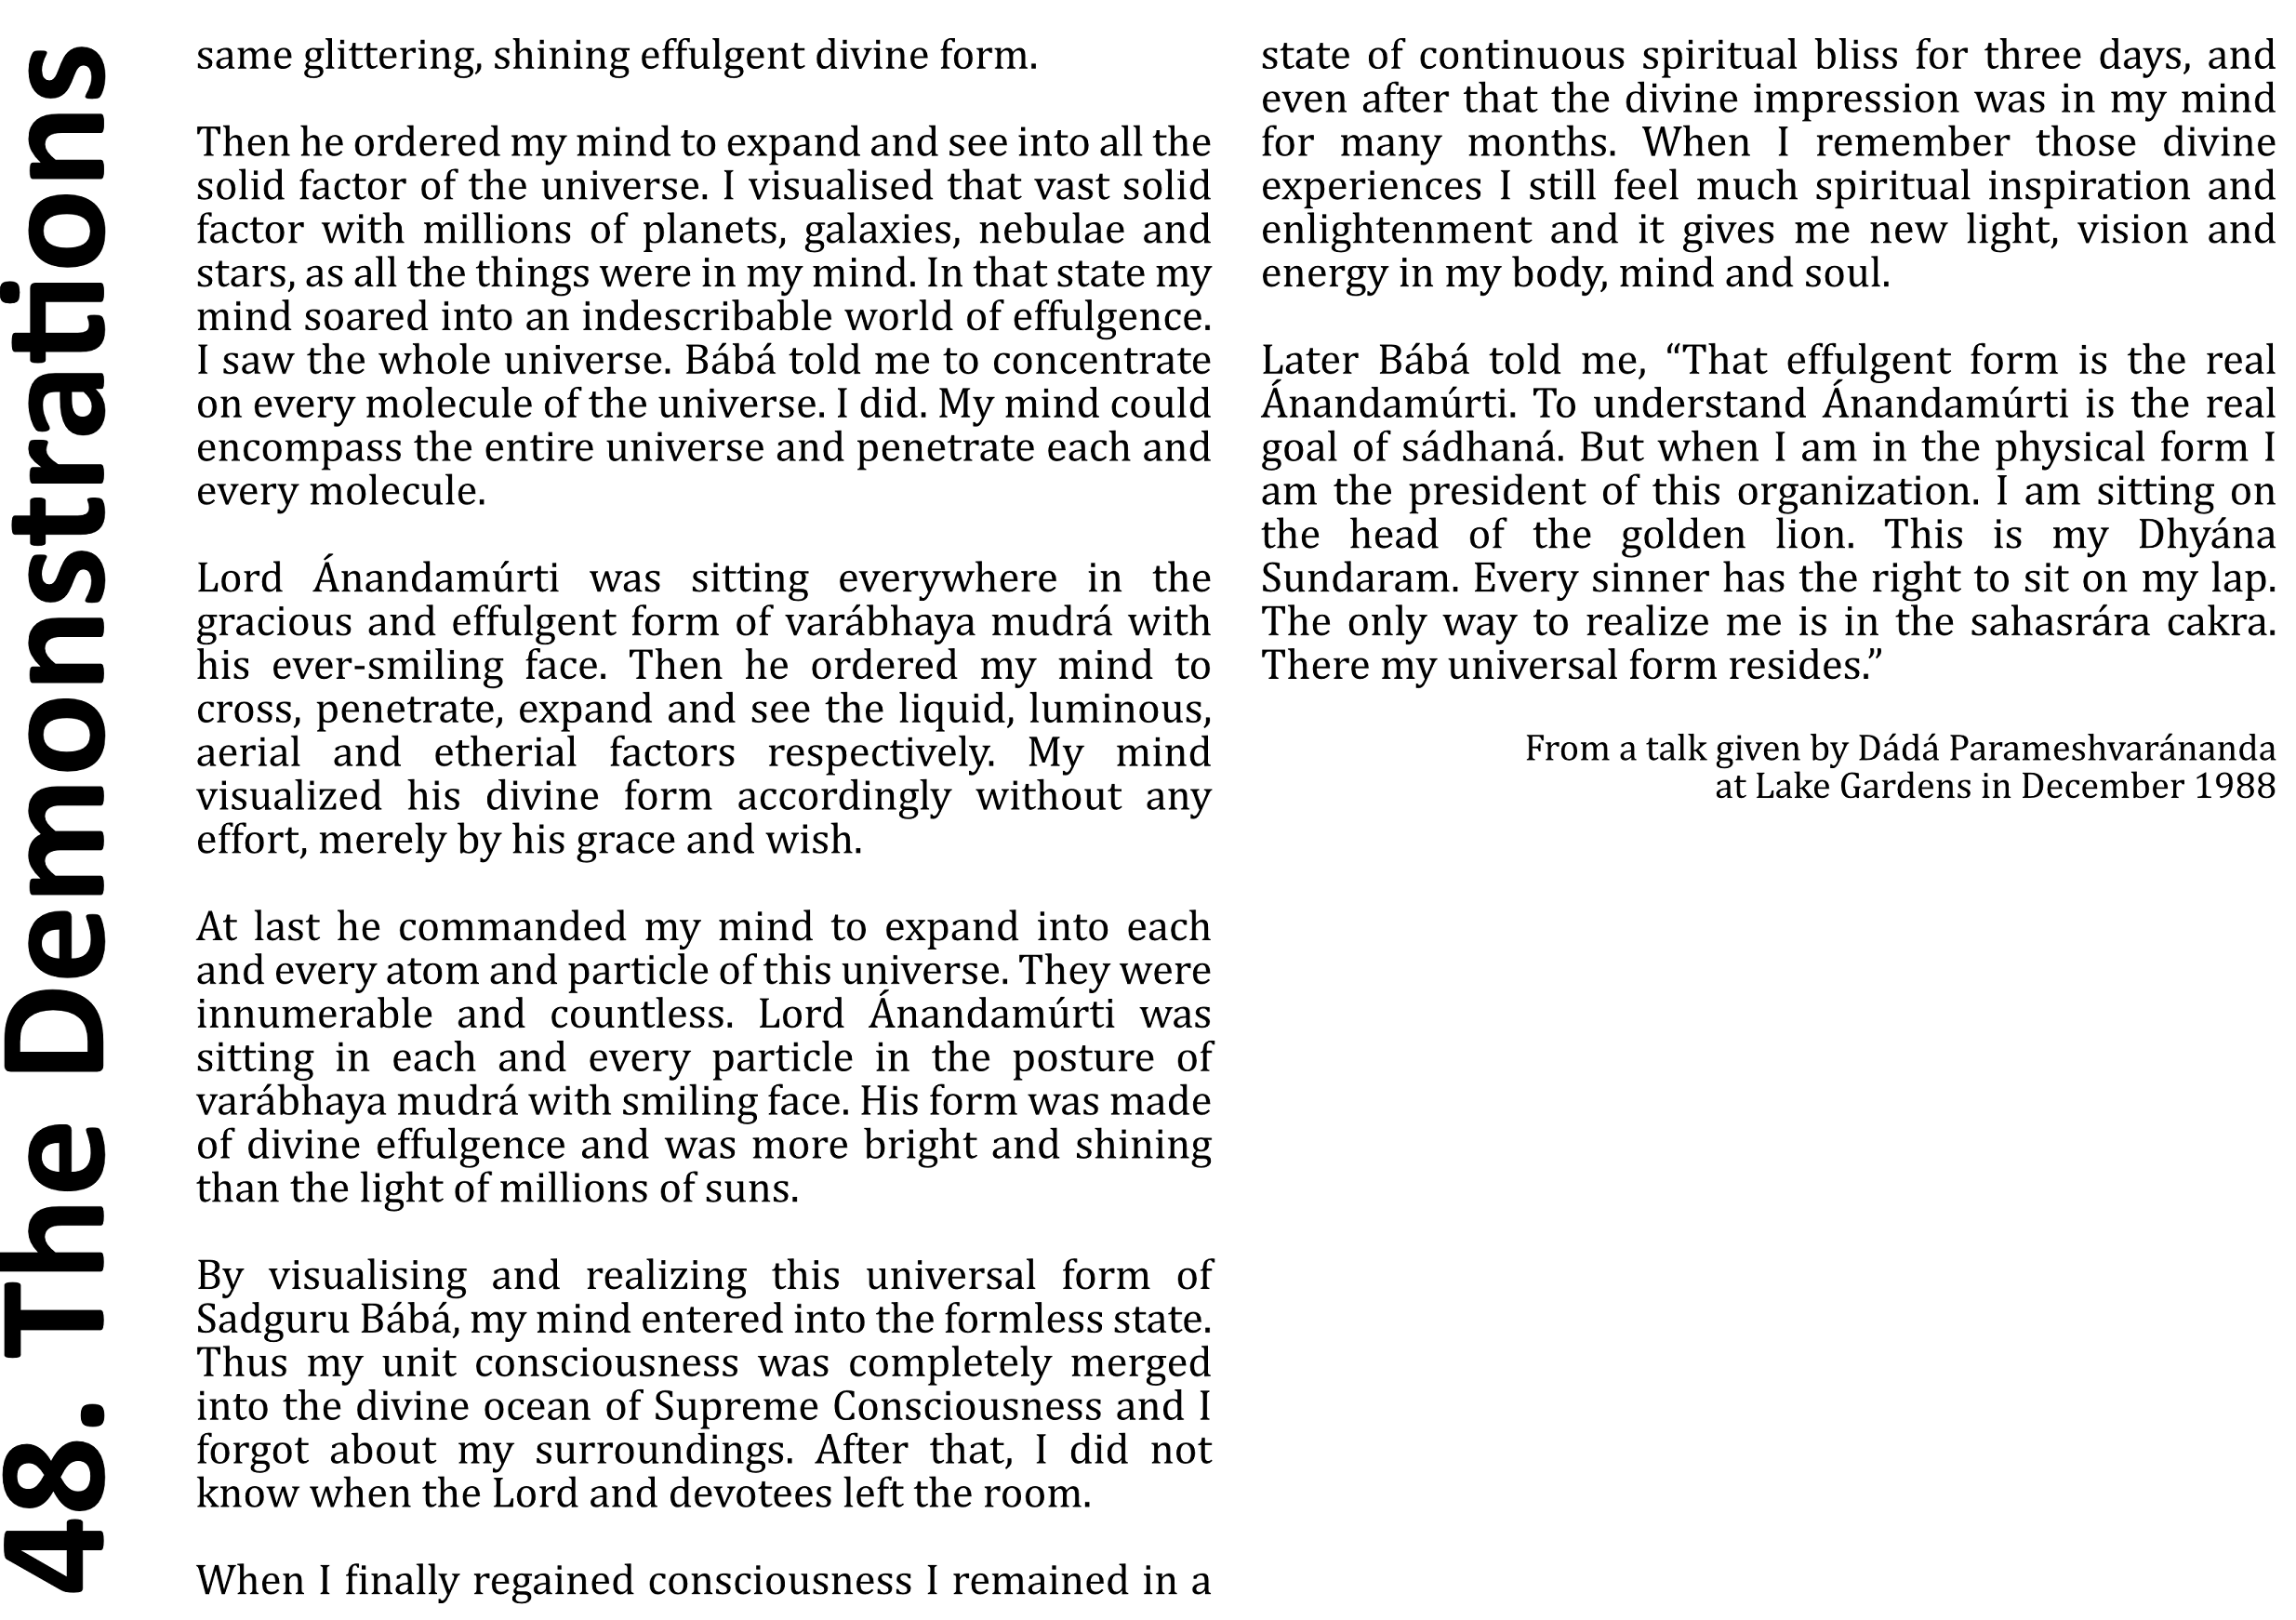 48. The Demonstrations
same glittering, shining effulgent divine form.
Then he ordered my mind to expand and see into all the
solid factor of the universe. I visualised that vast solid
factor with millions of planets, galaxies, nebulae and
stars, as all the things were in my mind. In that state my
mind soared into an indescribable world of effulgence.
I saw the whole universe. Bábá told me to concentrate
on every molecule of the universe. I did. My mind could
encompass the entire universe and penetrate each and
every molecule.
Lord Ánandamúrti was sitting everywhere in the
gracious and effulgent form of varábhaya mudrá with
his ever-smiling face. Then he ordered my mind to
cross, penetrate, expand and see the liquid, luminous,
aerial and etherial factors respectively. My mind
visualized his divine form accordingly without any
effort, merely by his grace and wish.
At last he commanded my mind to expand into each
and every atom and particle of this universe. They were
innumerable and countless. Lord Ánandamúrti was
sitting in each and every particle in the posture of
varábhaya mudrá with smiling face. His form was made
of divine effulgence and was more bright and shining
than the light of millions of suns.
By visualising and realizing this universal form of
Sadguru Bábá, my mind entered into the formless state.
Thus my unit consciousness was completely merged
into the divine ocean of Supreme Consciousness and I
forgot about my surroundings. After that, I did not
know when the Lord and devotees left the room.
When I finally regained consciousness I remained in a
state of continuous spiritual bliss for three days, and
even after that the divine impression was in my mind
for many months. When I remember those divine
experiences I still feel much spiritual inspiration and
enlightenment and it gives me new light, vision and
energy in my body, mind and soul.
Later Bábá told me, “That effulgent form is the real
Ánandamúrti. To understand Ánandamúrti is the real
goal of sádhaná. But when I am in the physical form I
am the president of this organization. I am sitting on
the head of the golden lion. This is my Dhyána
Sundaram. Every sinner has the right to sit on my lap.
The only way to realize me is in the sahasrára cakra.
There my universal form resides.”
From a talk given by Dádá Parameshvaránanda
at Lake Gardens in December 1988